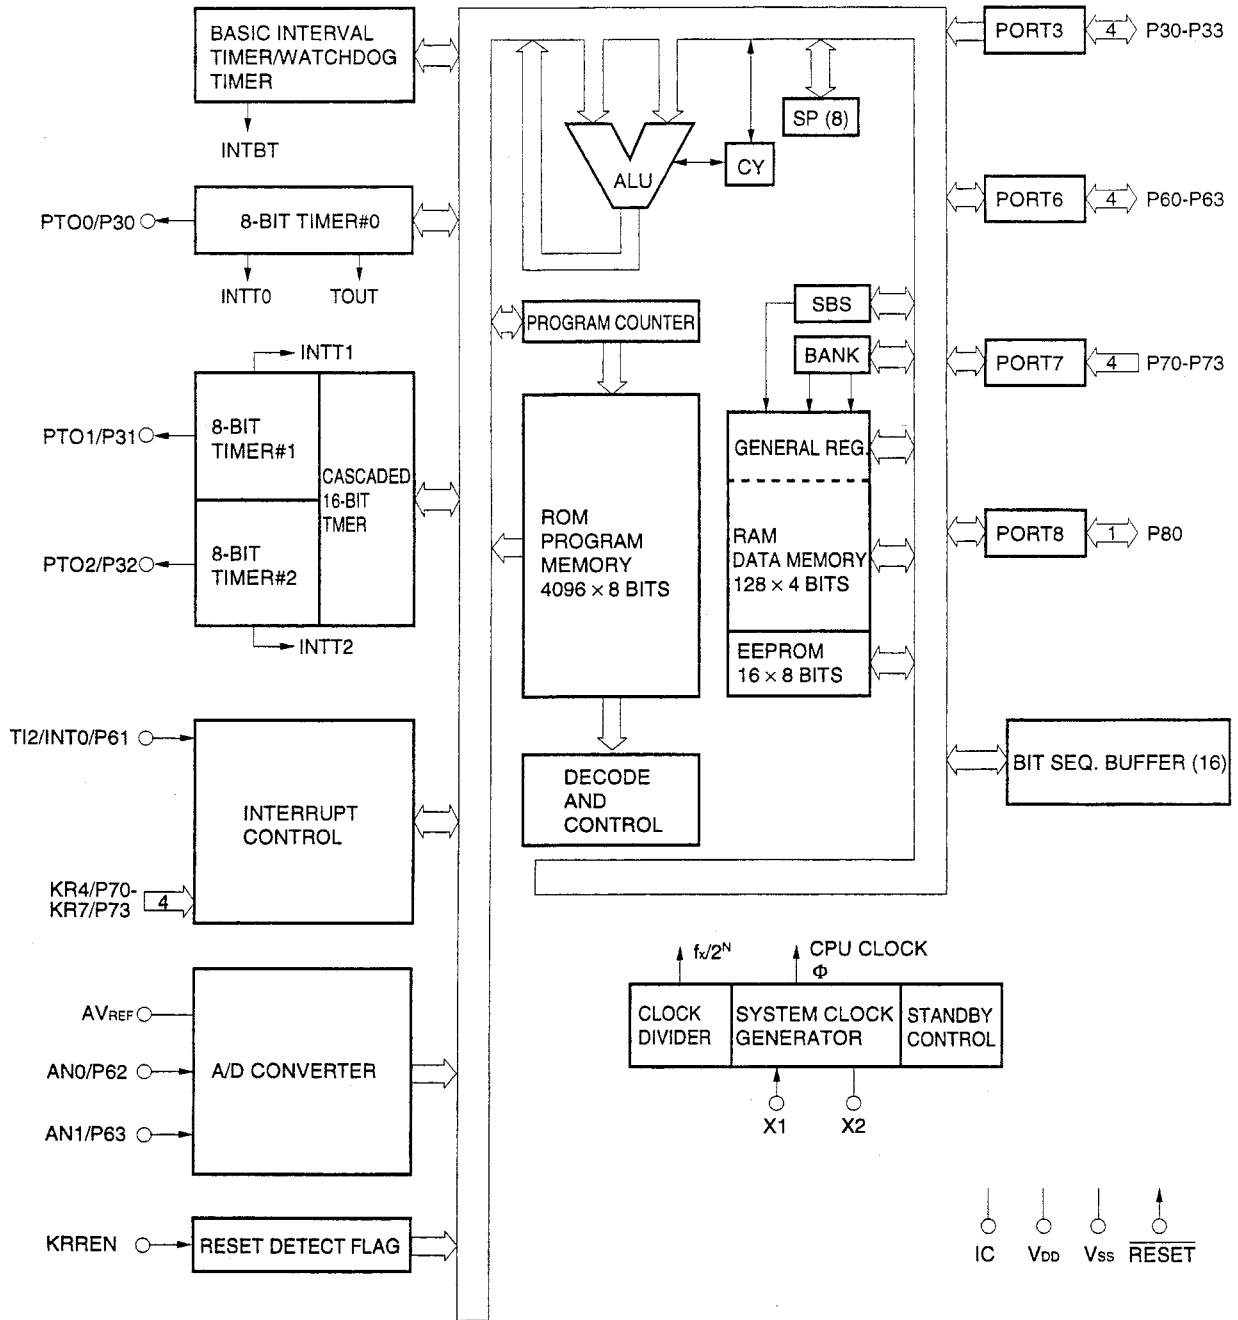 BASIC INTERVAL
TIMER/WATCHDOG
TIMER
INTBT
PTO0/P30
8-BIT TIMER#0
INTT0
TOUT
INTT1
PTO1/P31
8-BIT
TIMER#1
CASCADED
16-BIT
TMER
PTO2/P32
8-BIT
TIMER#2
INTT2
TI2/INT0/P61
INTERRUPT
CONTROL
KR4/P70-
KR7/P73
4
AVREF
AN0/P62
A/D CONVERTER
AN1/P63
KRREN
RESET DETECT FLAG
ALU
CY
SP (8)
PROGRAM COUNTER
ROM
PROGRAM
MEMORY
4096 × 8 BITS
DECODE
AND
CONTROL
SBS
BANK
GENERAL REG.
RAM
DATA MEMORY
128 × 4 BITS
EEPROM
16 × 8 BITS
PORT3
4
P30-P33
PORT6
4
P60-P63
PORT7
4
P70-P73
PORT8
1
P80
BIT SEQ. BUFFER (16)
fx/2ᴺ
CPU CLOCK
Φ
CLOCK
DIVIDER
SYSTEM CLOCK
GENERATOR
STANDBY
CONTROL
X1
X2
IC
VDD
VSS
RESET